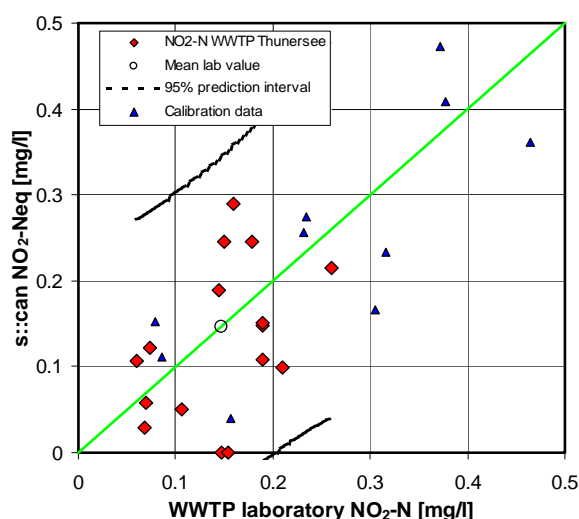 0.5
0.4
0.3
0.2
0.1
0
s::can NO2-Neq [mg/l]
NO2-N WWTP Thunersee
Mean lab value
95% prediction interval
Calibration data
0 0.1 0.2 0.3 0.4 0.5
WWTP laboratory NO2-N [mg/l]